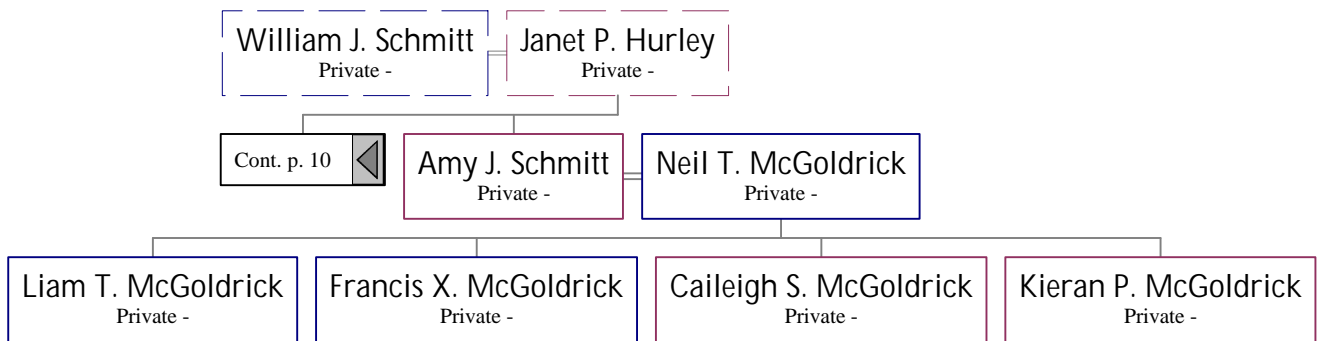 William J. Schmitt
Private -
Janet P. Hurley
Private -
Cont. p. 10
Amy J. Schmitt
Private -
Neil T. McGoldrick
Private -
Liam T. McGoldrick
Private -
Francis X. McGoldrick
Private -
Caileigh S. McGoldrick
Private -
Kieran P. McGoldrick
Private -